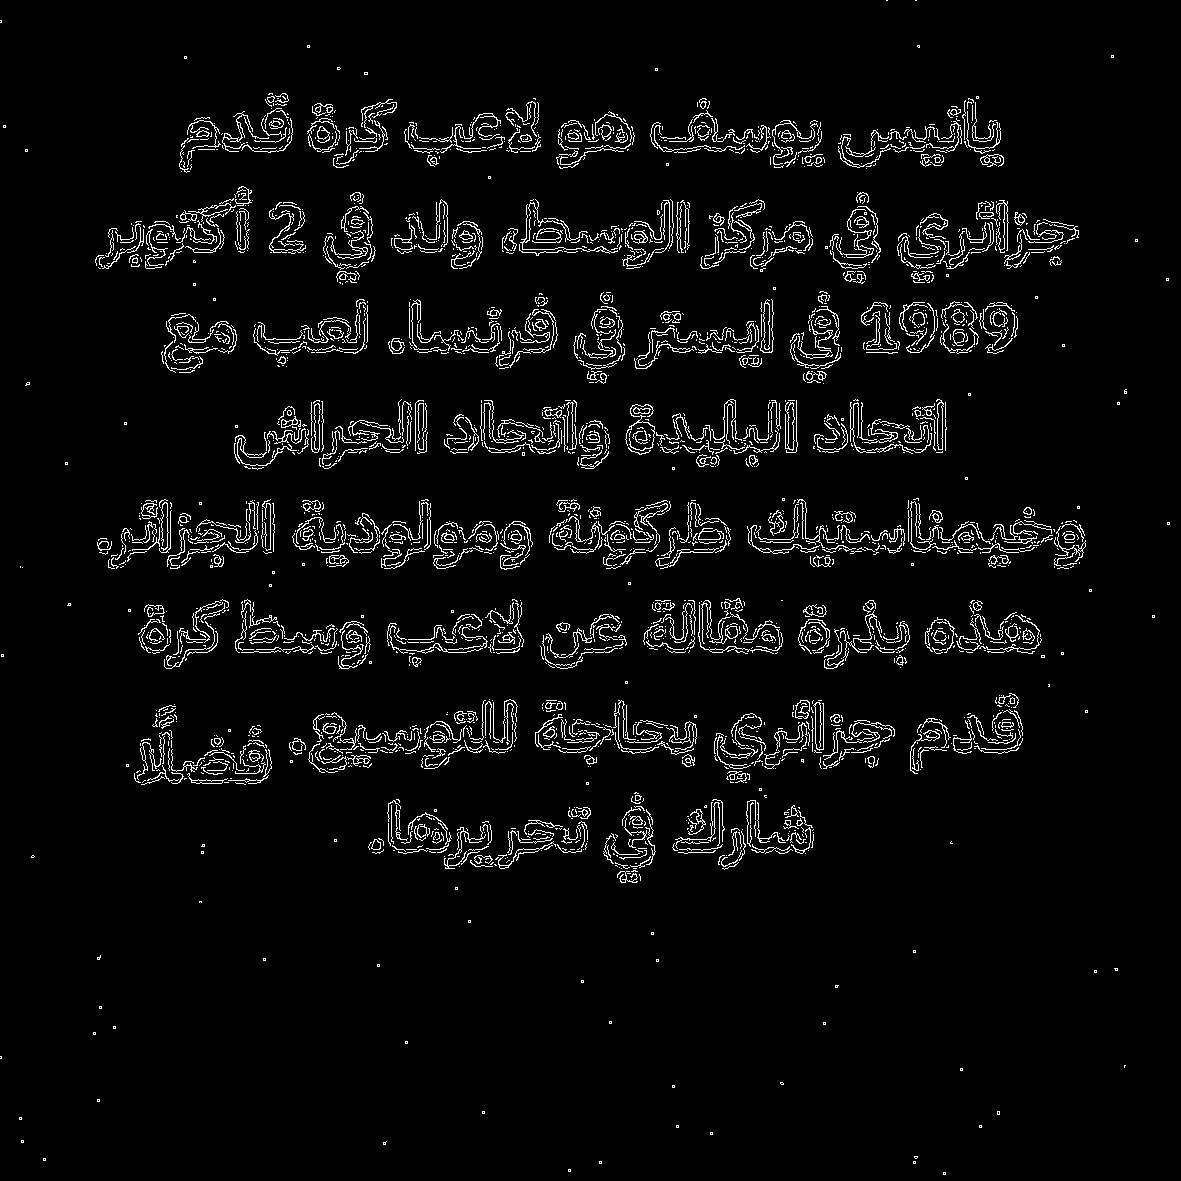 يانيس يوسف هو لاعب كرة قدم
جزائري في مركز الوسط، ولد في 2 أكتوبر
1989 في ايستر في فرنسا. لعب مع
اتحاد البليدة واتحاد الحراش
وخيمناستيك طركونة ومولودية الجزائر.
هذه بذرة مقالة عن لاعب وسط كرة
قدم جزائري بحاجة للتوسيع. فضلًا
شارك في تحريرها.